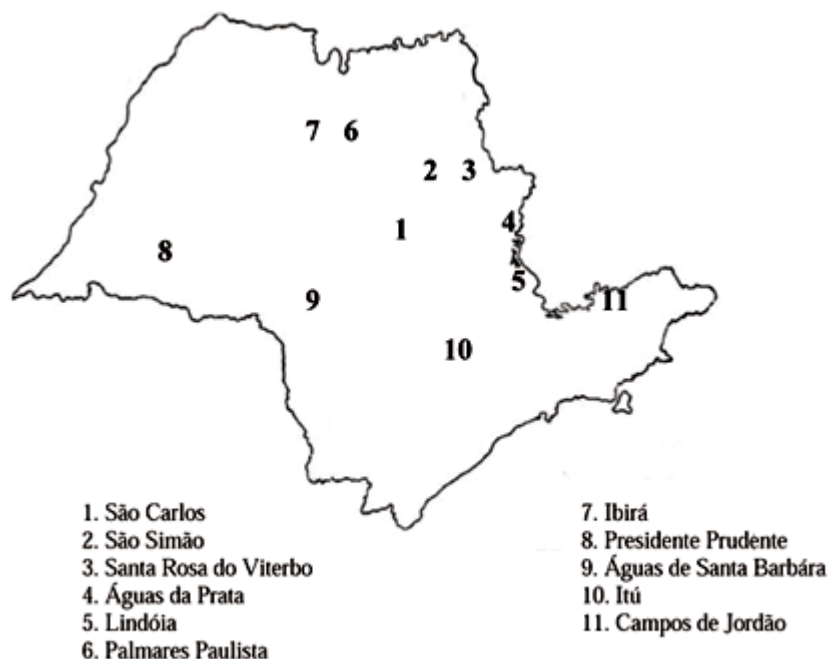 7 6
2 3
4
1
8
5
9
11
10
1. São Carlos
2. São Simão
3. Santa Rosa do Viterbo
4. Águas da Prata
5. Lindóia
6. Palmares Paulista
7. Ibirá
8. Presidente Prudente
9. Águas de Santa Barbára
10. Itú
11. Campos de Jordão